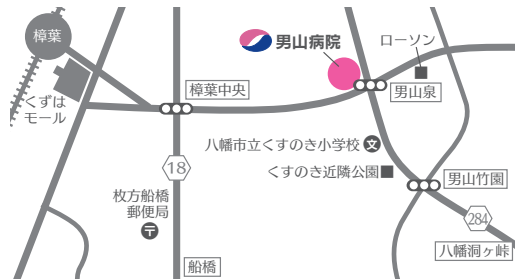 樟葉
男山病院
ローソン
くずは
モール
樟葉中央
男山泉
八幡市立くすのき小学校
文
くすのき近隣公園
18
男山竹園
枚方船橋
郵便局
〒
284
船橋
八幡洞ヶ峠